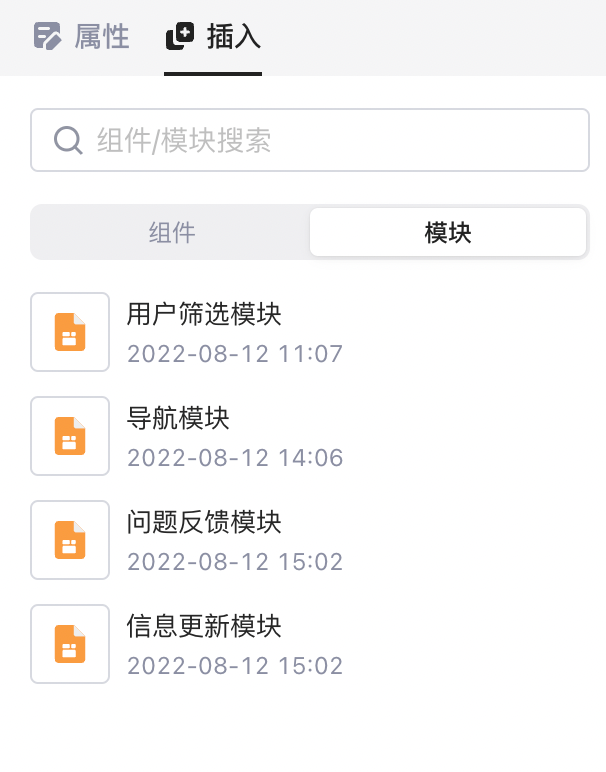 属性
插入
组件/模块搜索
组件
模块
用户筛选模块
2022-08-12 11:07
导航模块
2022-08-12 14:06
问题反馈模块
2022-08-12 15:02
信息更新模块
2022-08-12 15:02